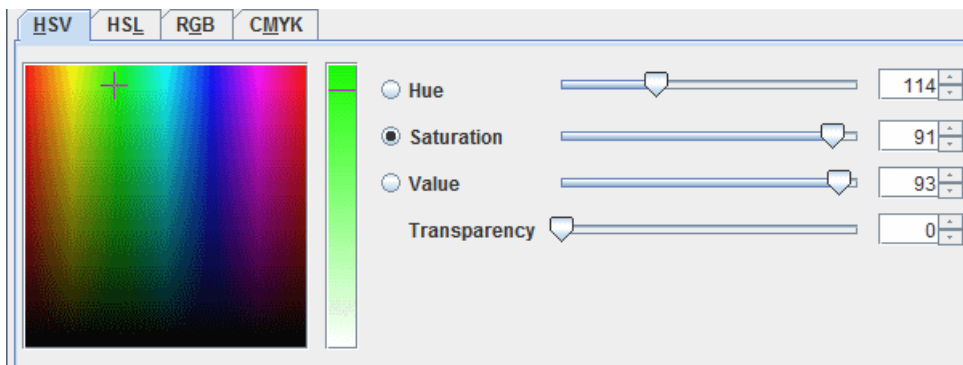 HSV HSL RGB CMYK
Hue 114
Saturation 91
Value 93
Transparency 0